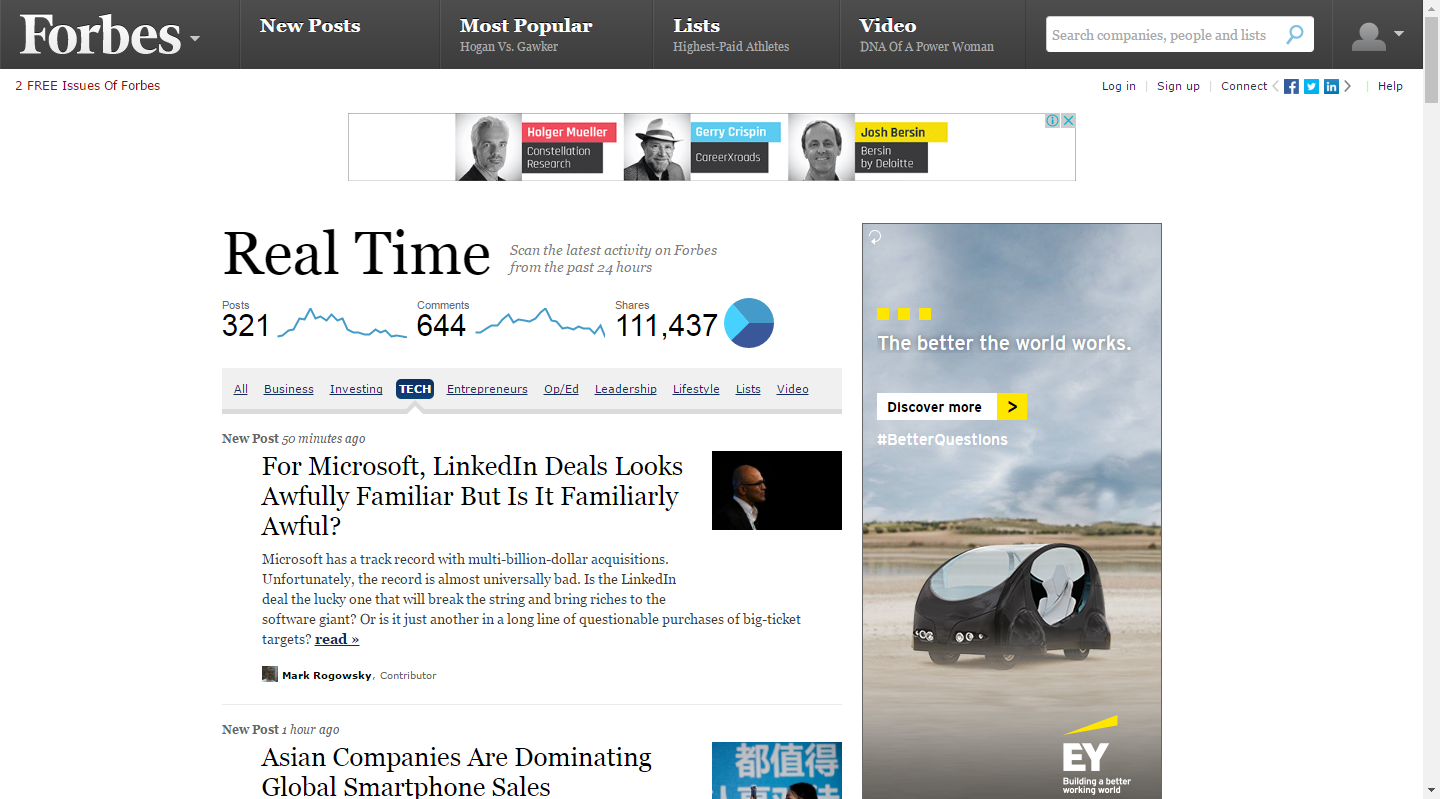 Forbes
New Posts
Most Popular
Hogan Vs. Gawker
Lists
Highest-Paid Athletes
Video
DNA Of A Power Woman
Search companies, people and lists
2 FREE Issues Of Forbes
Log in
Sign up
Connect
Help
Holger Mueller
Constellation
Research
Gerry Crispin
CareerXroads
Josh Bersin
Bersin
by Deloitte
Real Time
Scan the latest activity on Forbes
from the past 24 hours
Posts
321
Comments
644
Shares
111,437
All Business Investing TECH Entrepreneurs Op/Ed Leadership Lifestyle Lists Video
New Post 50 minutes ago
For Microsoft, LinkedIn Deals Looks
Awfully Familiar But Is It Familiarly
Awful?
Microsoft has a track record with multi-billion-dollar acquisitions.
Unfortunately, the record is almost universally bad. Is the LinkedIn
deal the lucky one that will break the string and bring riches to the
software giant? Or is it just another in a long line of questionable purchases of big-ticket
targets? read »
Mark Rogowsky, Contributor
New Post 1 hour ago
Asian Companies Are Dominating
Global Smartphone Sales
都值得
The better the world works.
Discover more >
#BetterQuestions
EY
Building a better
working world